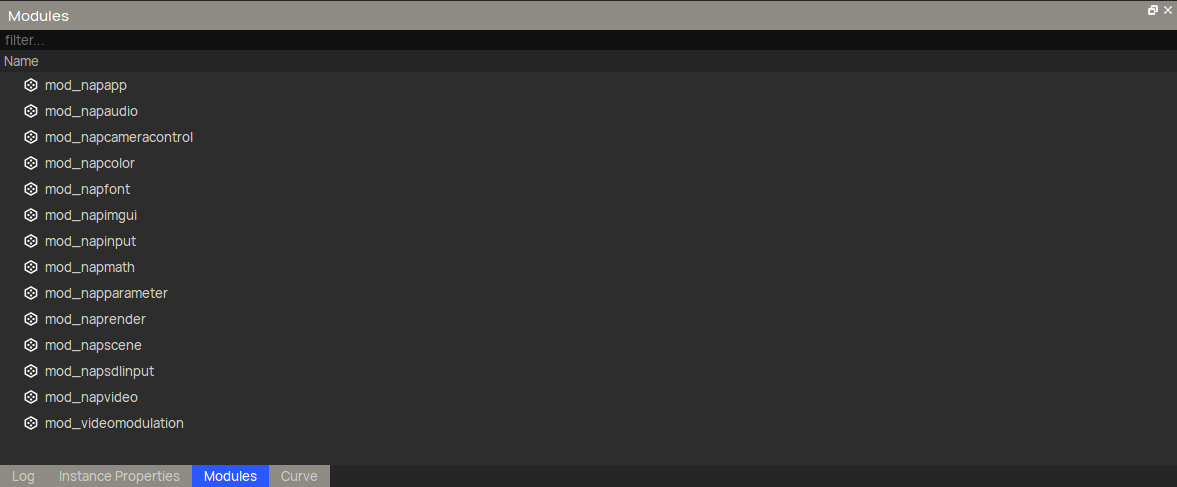 Modules
filter...
Name
mod_napapp
mod_napaudio
mod_napcameracontrol
mod_napcolor
mod_napfont
mod_napimgui
mod_napinput
mod_napmath
mod_napparameter
mod_naprender
mod_napscene
mod_napsdlinput
mod_napvideo
mod_videomodulation
Log Instance Properties Modules Curve